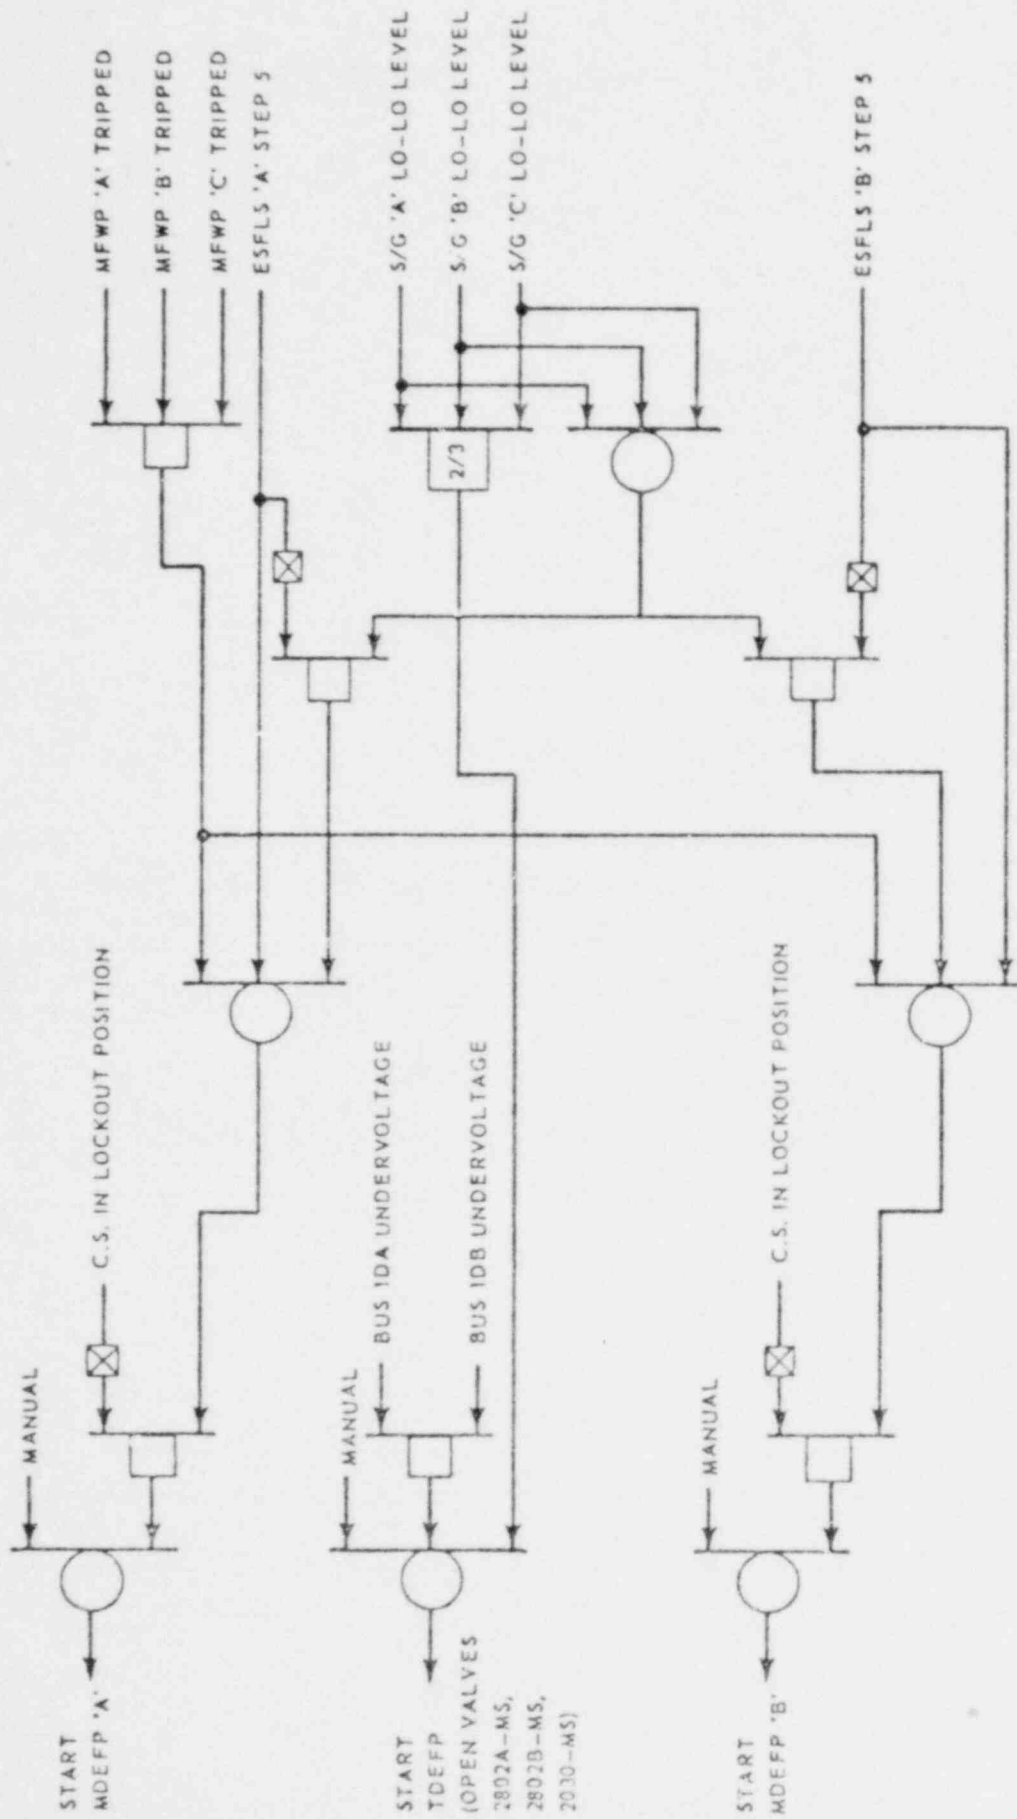 MFWP 'A' TRIPPED
MFWP 'B' TRIPPED
MFWP 'C' TRIPPED
ESFLS 'A' STEP 5
S/G 'A' LO-LO LEVEL
S/G 'B' LO-LO LEVEL
S/G 'C' LO-LO LEVEL
ESFLS 'B' STEP 5
2/3
C.S. IN LOCKOUT POSITION
BUS 1DA UNDERVOLTAGE
BUS 1DB UNDERVOLTAGE
C.S. IN LOCKOUT POSITION
MANUAL
MANUAL
MANUAL
START
MDEFP 'A'
START
TDEFP
(OPEN VALVES
2802A-MS,
2802B-MS,
2030-MS)
START
MDEFP 'B'